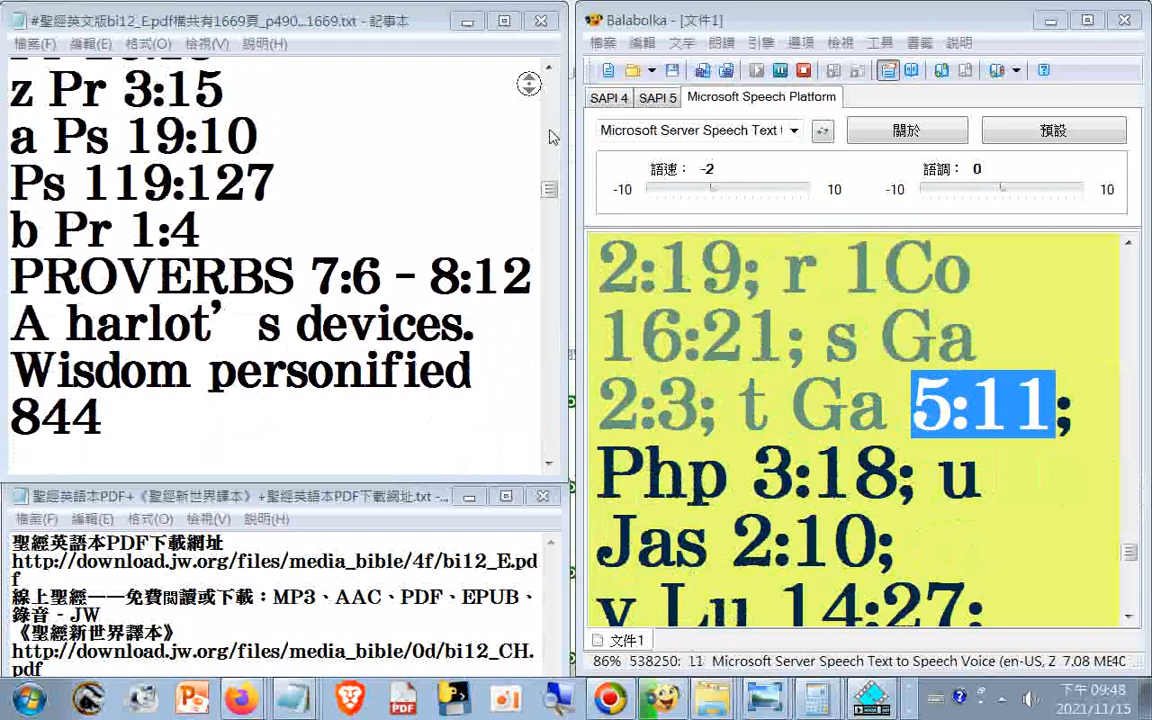 #聖經英文版bi12_E.pdf檔共有1669頁_p490...1669.txt - 記事本
檔案(F) 編輯(E) 格式(O) 檢視(V) 說明(H)
z Pr 3:15
a Ps 19:10
Ps 119:127
b Pr 1:4
PROVERBS 7:6 – 8:12
A harlot’s devices.
Wisdom personified
844
聖經英語本PDF+《聖經新世界譯本》+聖經英語本PDF下載網址.txt - ...
檔案(F) 編輯(E) 格式(O) 檢視(V) 說明(H)
聖經英語本PDF下載網址
http://download.jw.org/files/media_bible/4f/bi12_E.pd
f
線上聖經——免費閱讀或下載：MP3、AAC、PDF、EPUB、
錄音 - JW
《聖經新世界譯本》
http://download.jw.org/files/media_bible/0d/bi12_CH.
pdf
Balabolka - [文件1]
檔案 編輯 文字 朗讀 引擎 選項 檢視 工具 書籤 說明
SAPI 4 SAPI 5 Microsoft Speech Platform
Microsoft Server Speech Text 關於 預設
語速： -2 語調： 0
-10 10 -10 10
2:19; r 1Co
16:21; s Ga
2:3; t Ga 5:11;
Php 3:18; u
Jas 2:10;
v Lu 14:27;
文件1
86% 538250: 11 Microsoft Server Speech Text to Speech Voice (en-US, Z 7.08 ME
下午 09:48
2021/11/15